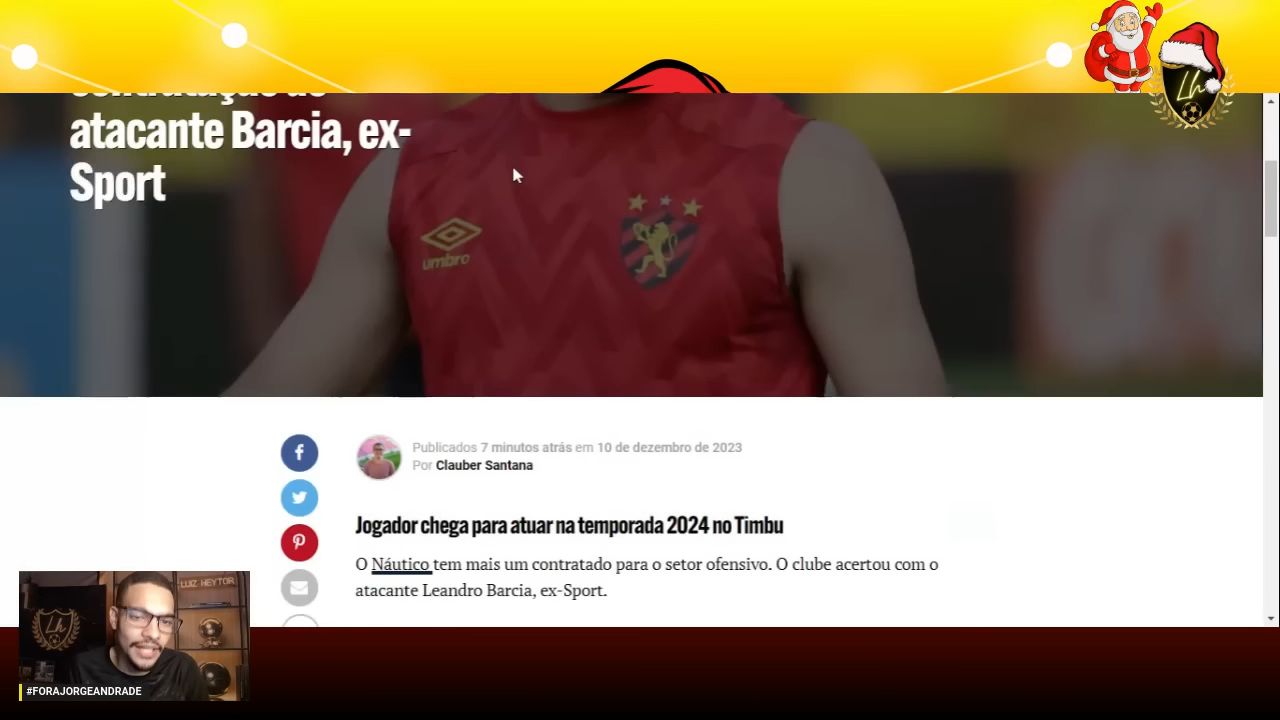 atacante Barcia, ex-
Sport
umbro
Lh
Publicados 7 minutos atrás em 10 de dezembro de 2023
Por Clauber Santana
Jogador chega para atuar na temporada 2024 no Timbu
O Náutico tem mais um contratado para o setor ofensivo. O clube acertou com o
atacante Leandro Barcia, ex-Sport.
LUIZ HEYTOR
Lh
#FORAJORGEANDRADE